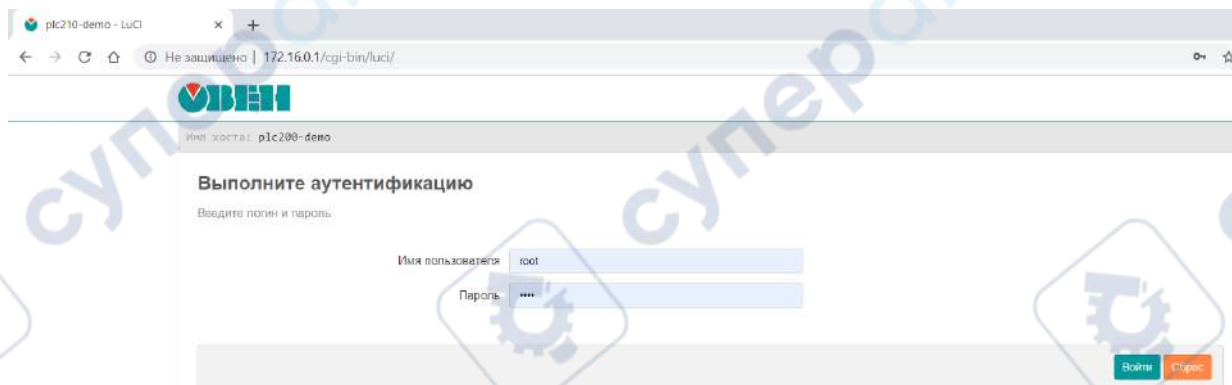 plc210-demo - LuCI
Не защищено | 172.16.0.1/cgi-bin/luci/
ОВЕН
Имя хоста: plc200-demo
Выполните аутентификацию
Введите логин и пароль
Имя пользователя root
Пароль ••••
Войти Сброс